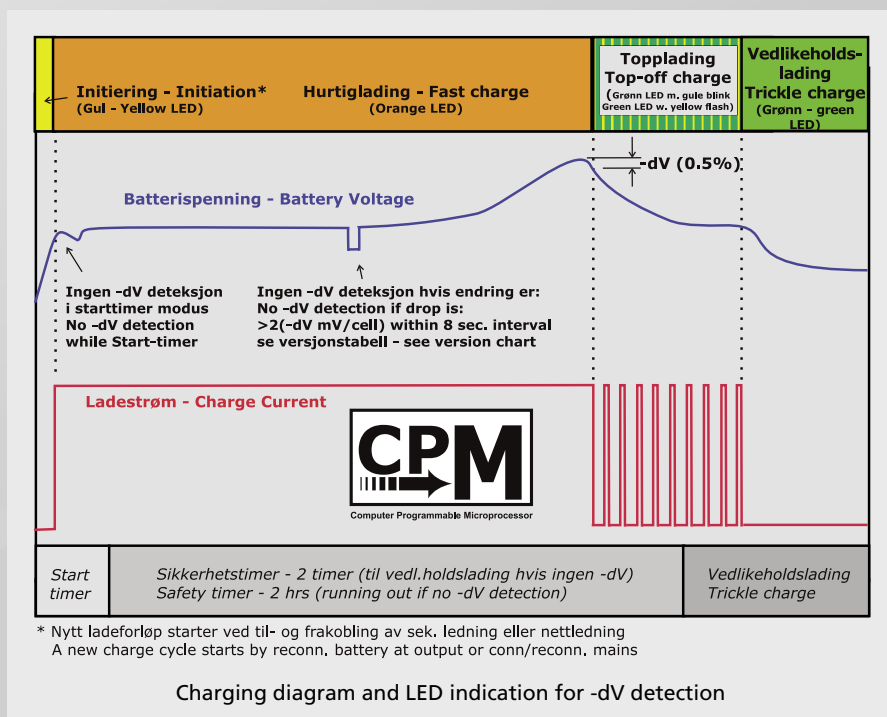 Initiering - Initiation*
(Gul - Yellow LED)
Hurtiglading - Fast charge
(Orange LED)
Topplading
Top-off charge
(Grønn LED m. gule blink
Green LED w. yellow flash)
Vedlikeholds-
lading
Trickle charge
(Grønn - green
LED)
-dV (0.5%)
Batterispenning - Battery Voltage
Ingen -dV deteksjon
i starttimer modus
No -dV detection
while Start-timer
Ingen -dV deteksjon hvis endring er:
No -dV detection if drop is:
>2(-dV mV/cell) within 8 sec. interval
se versjonstabell - see version chart
Ladestrøm - Charge Current
CPM
Computer Programmable Microprocessor
Start
timer
Sikkerhetstimer - 2 timer (til vedl.holdslading hvis ingen -dV)
Safety timer - 2 hrs (running out if no -dV detection)
Vedlikeholdslading
Trickle charge
* Nytt ladeforløp starter ved til- og frakobling av sek. ledning eller nettledning
A new charge cycle starts by reconn. battery at output or conn/reconn. mains
Charging diagram and LED indication for -dV detection